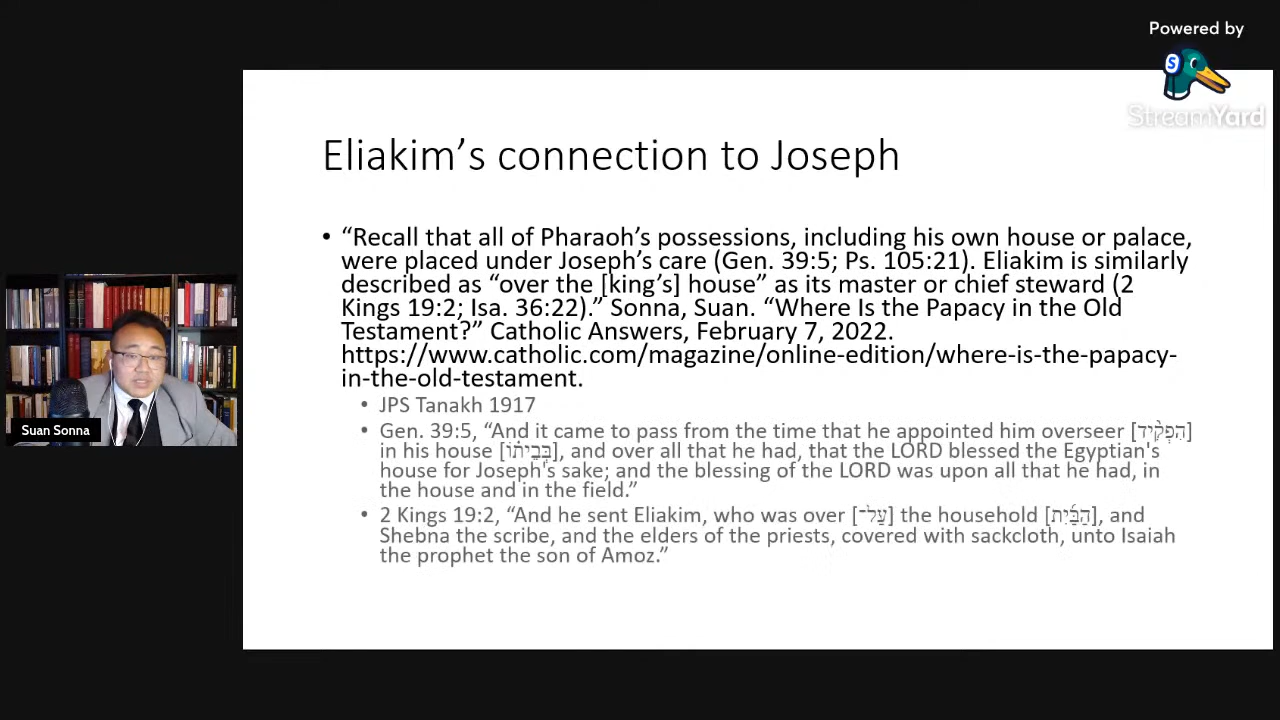 Powered by
S
StreamYard
Eliakim’s connection to Joseph
• “Recall that all of Pharaoh’s possessions, including his own house or palace,
were placed under Joseph’s care (Gen. 39:5; Ps. 105:21). Eliakim is similarly
described as “over the [king’s] house” as its master or chief steward (2
Kings 19:2; Isa. 36:22).” Sonna, Suan. “Where Is the Papacy in the Old
Testament?” Catholic Answers, February 7, 2022.
https://www.catholic.com/magazine/online-edition/where-is-the-papacy-
in-the-old-testament.
• JPS Tanakh 1917
• Gen. 39:5, “And it came to pass from the time that he appointed him overseer [הִפְקִ֨יד]
in his house [בְּבֵית֗וֹ], and over all that he had, that the LORD blessed the Egyptian's
house for Joseph's sake; and the blessing of the LORD was upon all that he had, in
the house and in the field.”
• 2 Kings 19:2, “And he sent Eliakim, who was over [עַל־] the household [הַבַּ֜יִת], and
Shebna the scribe, and the elders of the priests, covered with sackcloth, unto Isaiah
the prophet the son of Amoz.”
Suan Sonna